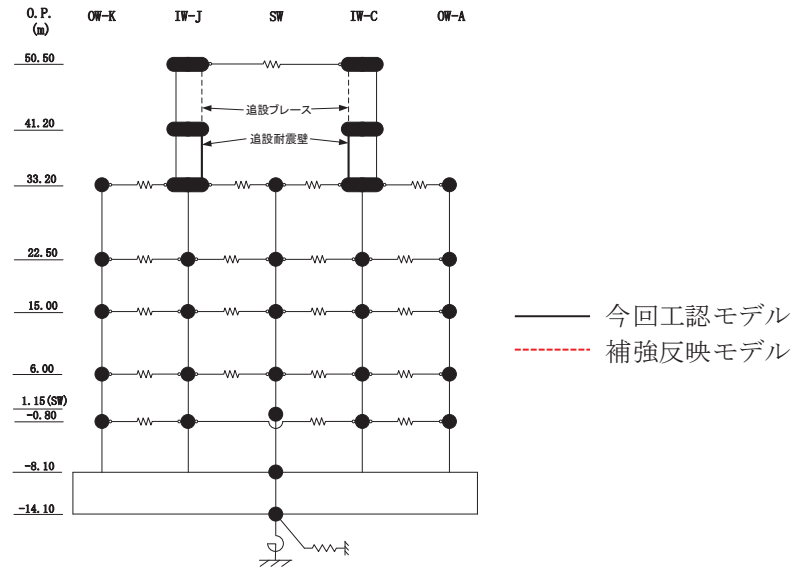 O.P.
(m)
OW-K
IW-J
SW
IW-C
OW-A
50.50
追設ブレース
41.20
追設耐震壁
33.20
22.50
15.00
今回工認モデル
補強反映モデル
6.00
1.15(SW)
-0.80
-8.10
-14.10